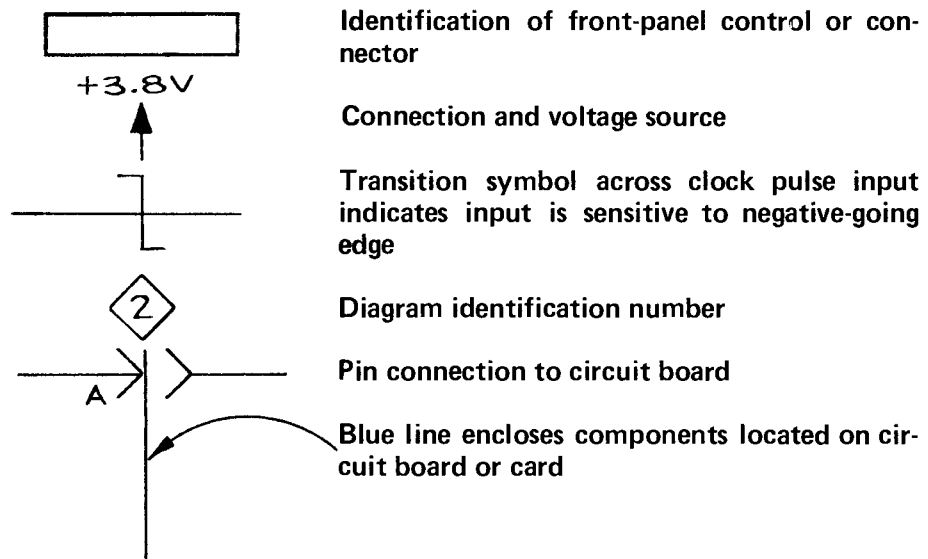 Identification of front-panel control or con-
nector
+3.8V
Connection and voltage source
Transition symbol across clock pulse input
indicates input is sensitive to negative-going
edge
2
Diagram identification number
A
Pin connection to circuit board
Blue line encloses components located on cir-
cuit board or card